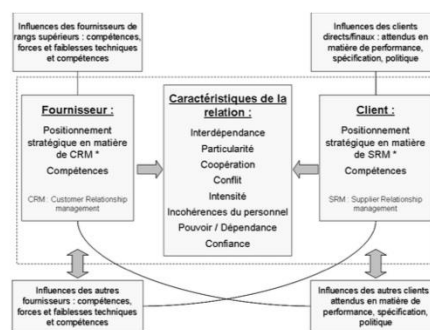 Influences des fournisseurs de
rangs supérieurs : compétences,
forces et faiblesses techniques
et compétences
Influences des clients
directs/finaux : attendus en
matière de performance,
spécification, politique
Fournisseur :
Positionnement
stratégique en matière
de CRM *
Compétences
CRM : Customer Relationship
management
Caractéristiques de la
relation :
Interdépendance
Particularité
Coopération
Conflit
Intensité
Incohérences du personnel
Pouvoir / Dépendance
Confiance
Client :
Positionnement
stratégique en matière
de SRM *
Compétences
SRM : Supplier Relationship
management
Influences des autres
fournisseurs : compétences,
forces et faiblesses techniques
et compétences
Influences des autres clients
attendus en matière de
performance, spécification,
politique